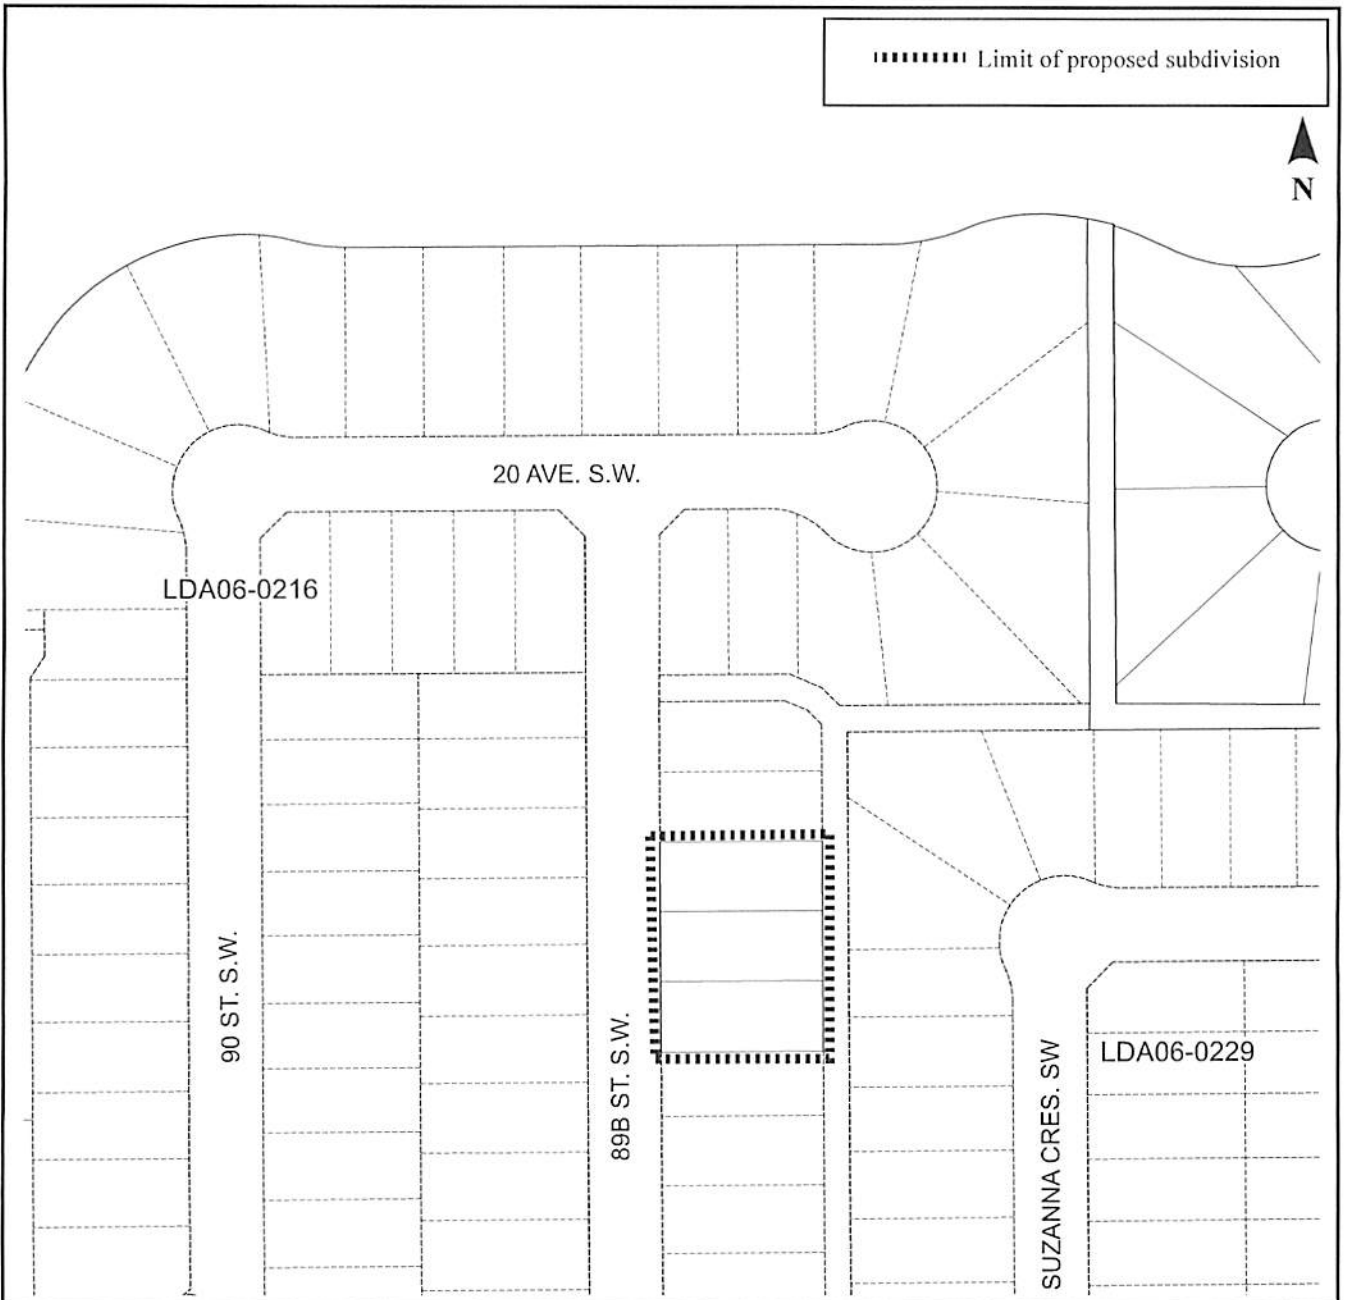 Limit of proposed subdivision
N
20 AVE. S.W.
LDA06-0216
90 ST. S.W.
89B ST. S.W.
SUZANNA CRES. SW
LDA06-0229